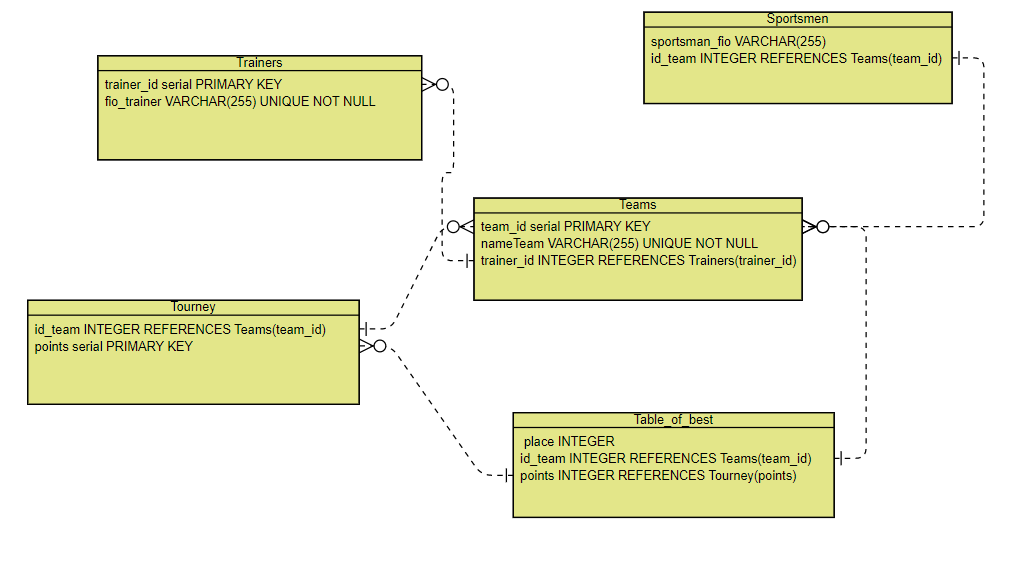 Sportsmen
sportsman_fio VARCHAR(255)
id_team INTEGER REFERENCES Teams(team_id)
Trainers
trainer_id serial PRIMARY KEY
fio_trainer VARCHAR(255) UNIQUE NOT NULL
Teams
team_id serial PRIMARY KEY
nameTeam VARCHAR(255) UNIQUE NOT NULL
trainer_id INTEGER REFERENCES Trainers(trainer_id)
Tourney
id_team INTEGER REFERENCES Teams(team_id)
points serial PRIMARY KEY
Table_of_best
place INTEGER
id_team INTEGER REFERENCES Teams(team_id)
points INTEGER REFERENCES Tourney(points)